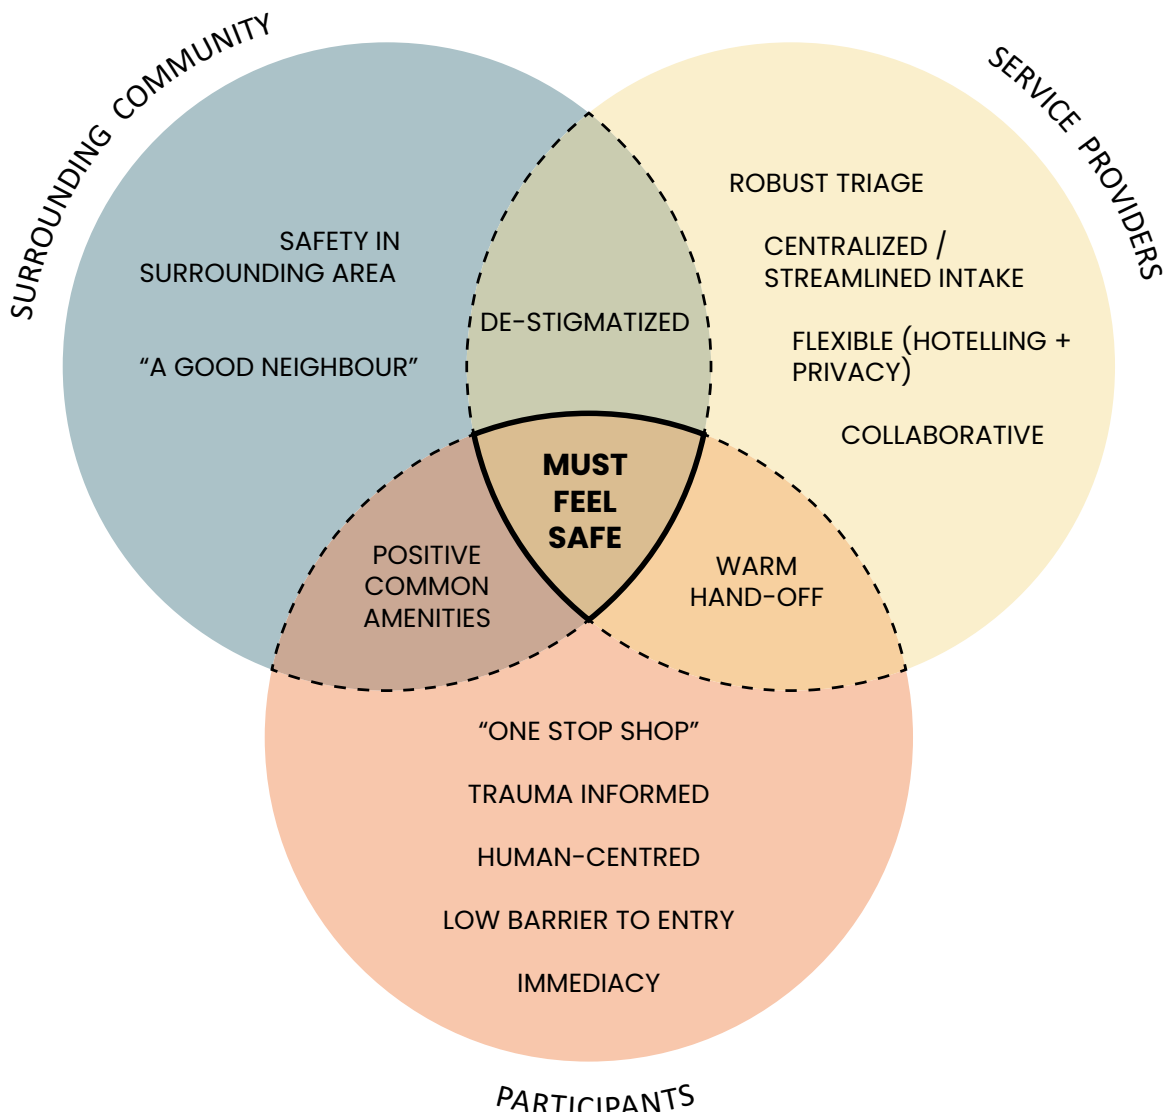 SURROUNDING COMMUNITY
SERVICE PROVIDERS
SAFETY IN
SURROUNDING AREA
“A GOOD NEIGHBOUR”
DE-STIGMATIZED
ROBUST TRIAGE
CENTRALIZED /
STREAMLINED INTAKE
FLEXIBLE (HOTELLING +
PRIVACY)
COLLABORATIVE
MUST
FEEL
SAFE
POSITIVE
COMMON
AMENITIES
WARM
HAND-OFF
“ONE STOP SHOP”
TRAUMA INFORMED
HUMAN-CENTRED
LOW BARRIER TO ENTRY
IMMEDIACY
PARTICIPANTS